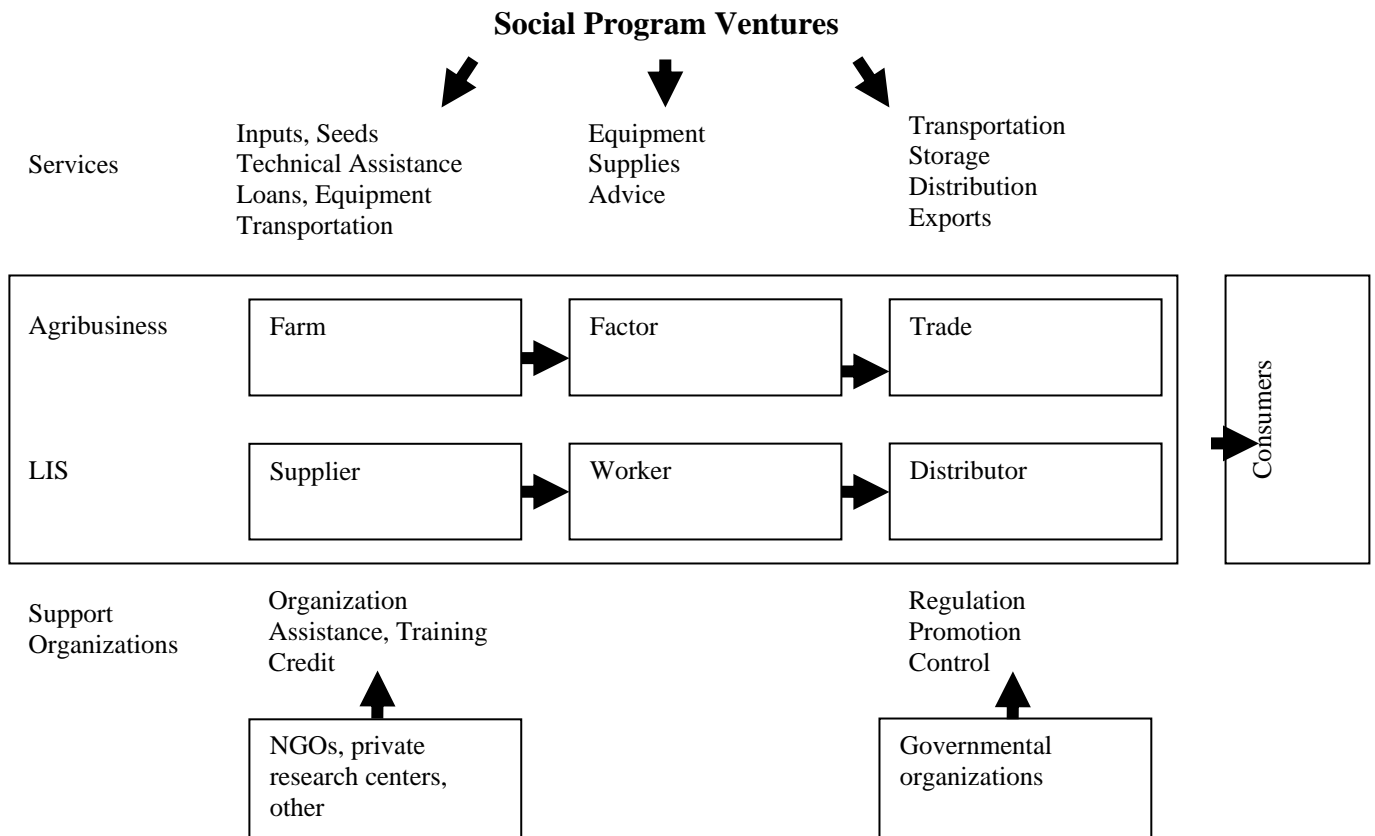 Social Program Ventures
Services
Inputs, Seeds
Technical Assistance
Loans, Equipment
Transportation
Equipment
Supplies
Advice
Transportation
Storage
Distribution
Exports
Agribusiness
Farm
Factor
Trade
LIS
Supplier
Worker
Distributor
Consumers
Support
Organizations
Organization
Assistance, Training
Credit
Regulation
Promotion
Control
NGOs, private
research centers,
other
Governmental
organizations